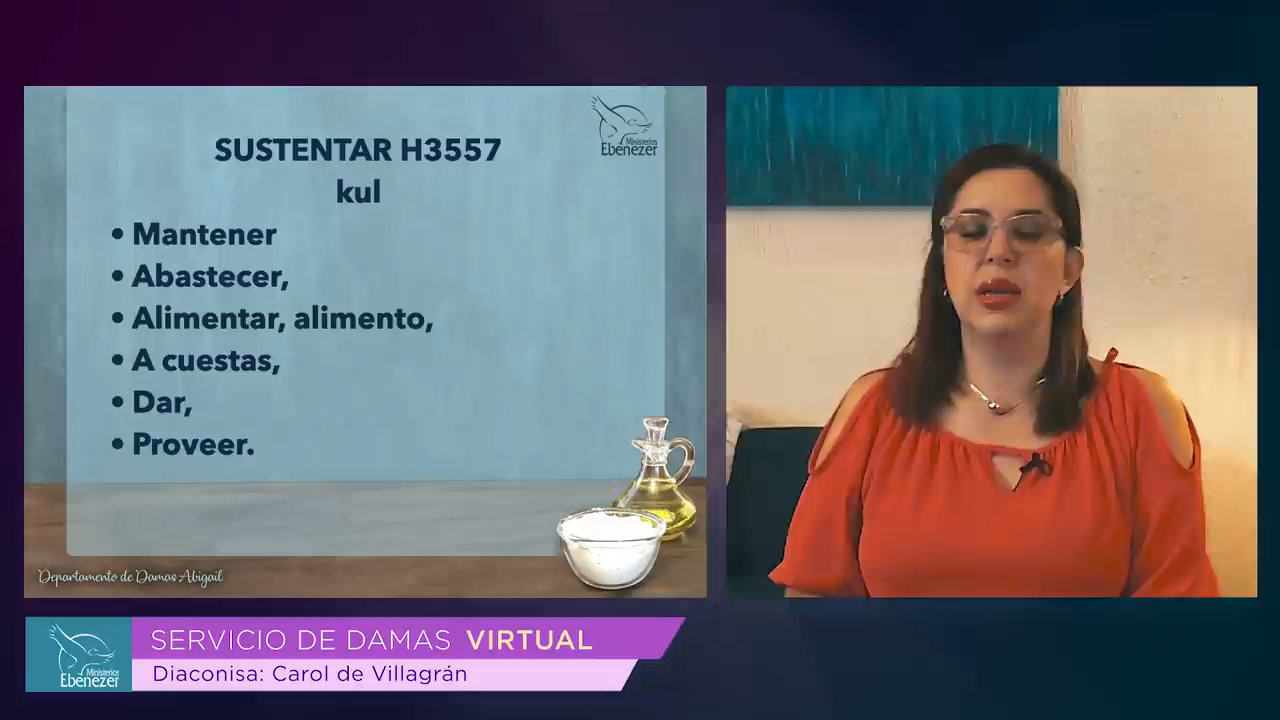 SUSTENTAR H3557
kul
• Mantener
• Abastecer,
• Alimentar, alimento,
• A cuestas,
• Dar,
• Proveer.
Ministerios
Ebenezer
Departamento de Damas Abigail
Ministerios
Ebenezer
SERVICIO DE DAMAS VIRTUAL
Diaconisa: Carol de Villagrán